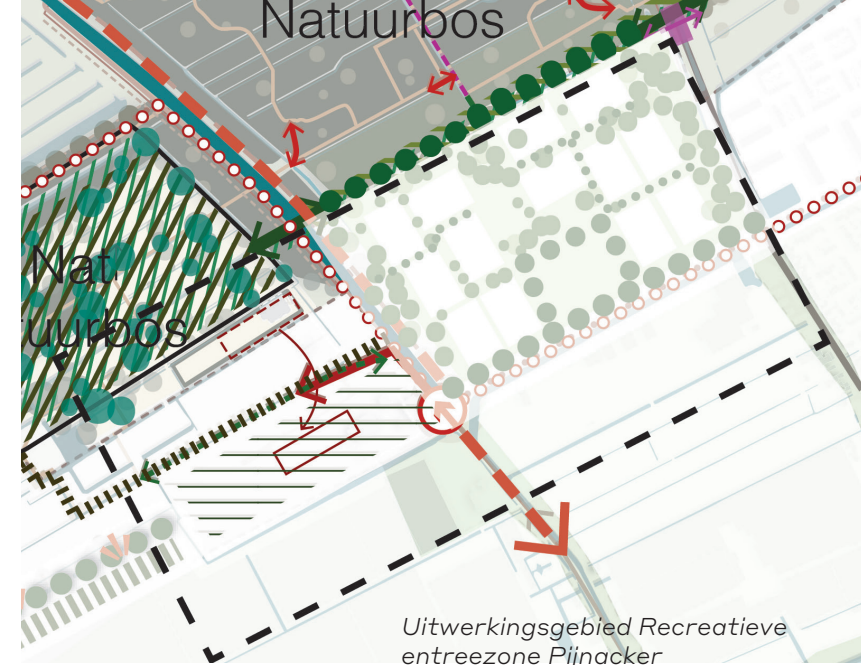 Natuurbos
Nat
uurbos
Uitwerkingsgebied Recreatieve
entreezone Pijnacker